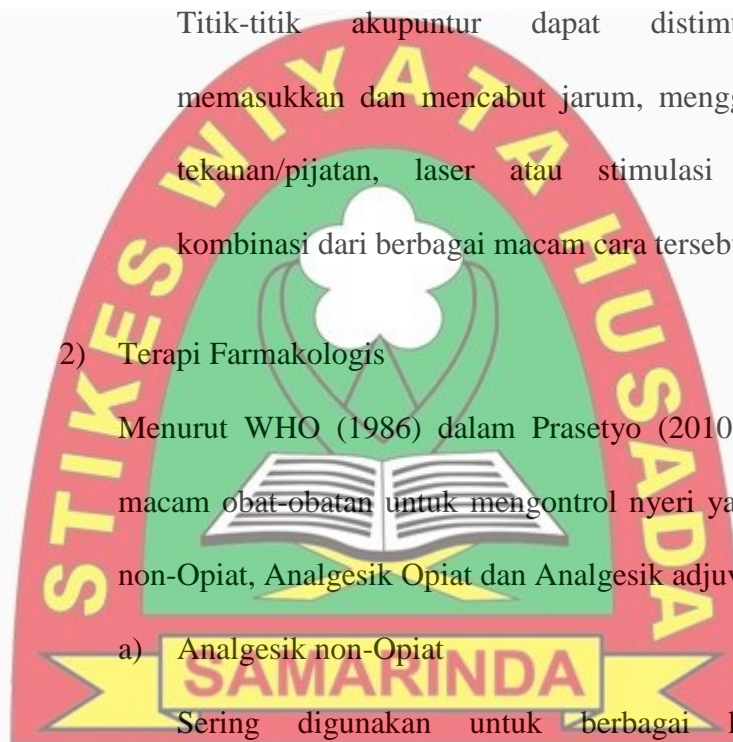 Titik-titik akupuntur dapat distimu
memasukkan dan mencabut jarum, mengg
tekanan/pijatan, laser atau stimulasi
kombinasi dari berbagai macam cara tersebu
2) Terapi Farmakologis
Menurut WHO (1986) dalam Prasetyo (2010
macam obat-obatan untuk mengontrol nyeri ya
non-Opiat, Analgesik Opiat dan Analgesik adjuv
a) Analgesik non-Opiat
Sering digunakan untuk berbagai
STIKES WIYATA HUSADA
SAMARINDA